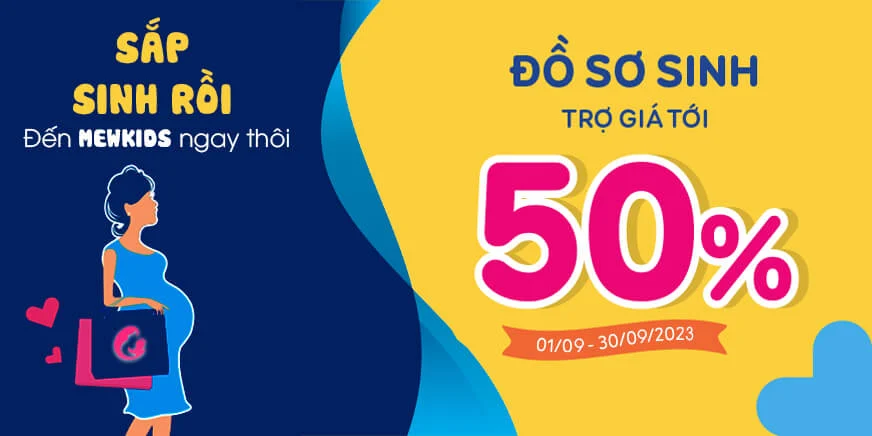 SẮP
SINH RỒI
Đến MEWKIDS ngay thôi
ĐỒ SƠ SINH
TRỢ GIÁ TỚI
50%
01/09 - 30/09/2023